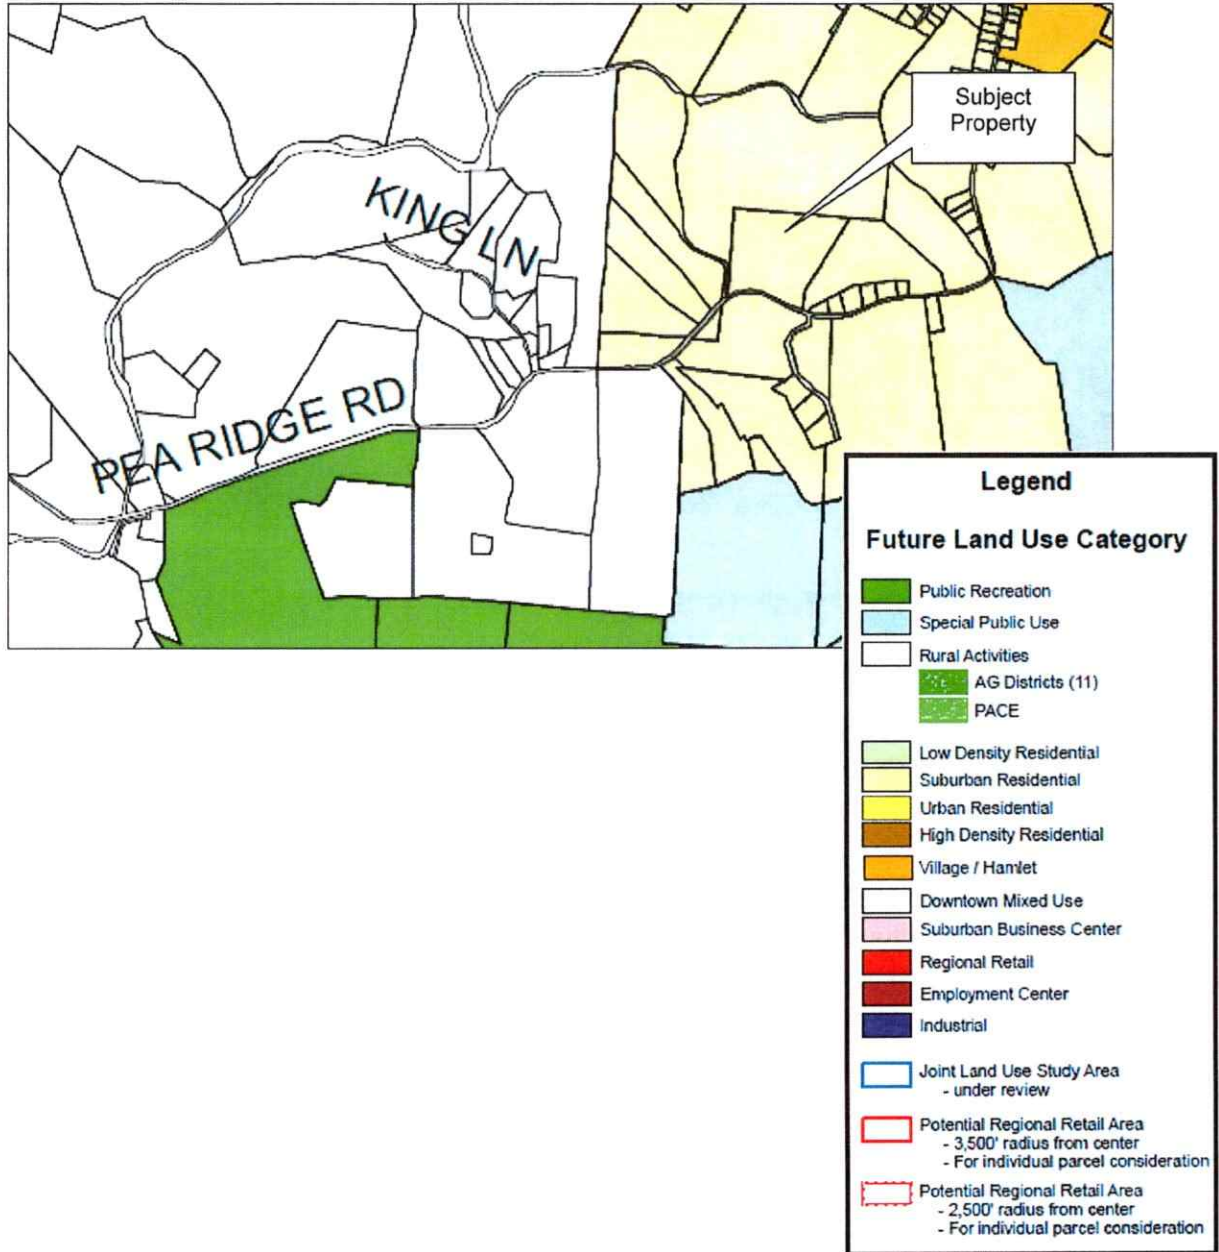 Subject
Property
KING LN
PEA RIDGE RD
Legend
Future Land Use Category
Public Recreation
Special Public Use
Rural Activities
AG Districts (11)
PACE
Low Density Residential
Suburban Residential
Urban Residential
High Density Residential
Village / Hamlet
Downtown Mixed Use
Suburban Business Center
Regional Retail
Employment Center
Industrial
Joint Land Use Study Area
- under review
Potential Regional Retail Area
- 3,500' radius from center
- For individual parcel consideration
Potential Regional Retail Area
- 2,500' radius from center
- For individual parcel consideration